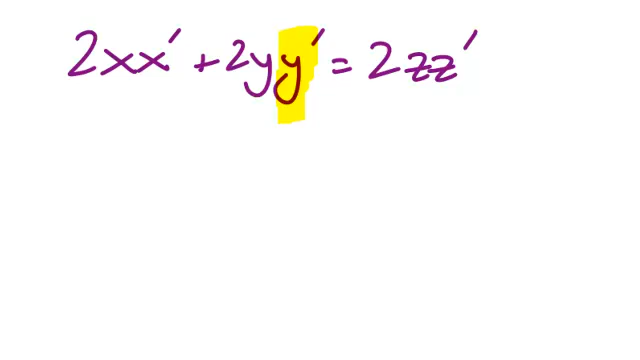 2xx' + 2yy' = 2zz'